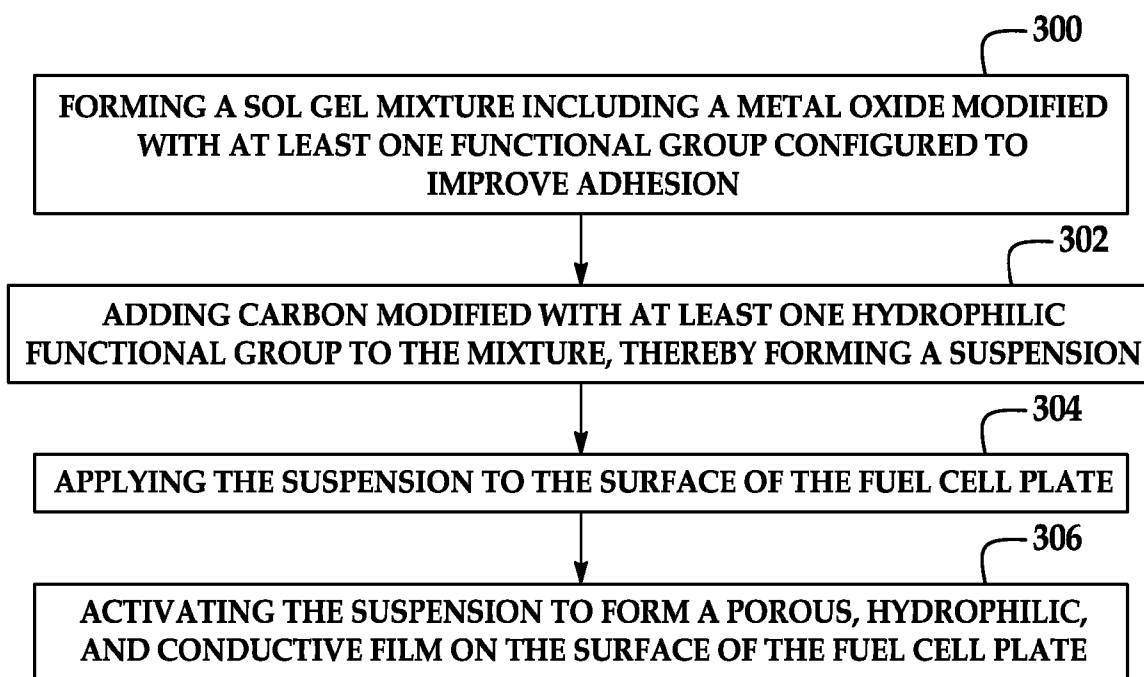 300
FORMING A SOL GEL MIXTURE INCLUDING A METAL OXIDE MODIFIED
WITH AT LEAST ONE FUNCTIONAL GROUP CONFIGURED TO
IMPROVE ADHESION
302
ADDING CARBON MODIFIED WITH AT LEAST ONE HYDROPHILIC
FUNCTIONAL GROUP TO THE MIXTURE, THEREBY FORMING A SUSPENSION
304
APPLYING THE SUSPENSION TO THE SURFACE OF THE FUEL CELL PLATE
306
ACTIVATING THE SUSPENSION TO FORM A POROUS, HYDROPHILIC,
AND CONDUCTIVE FILM ON THE SURFACE OF THE FUEL CELL PLATE